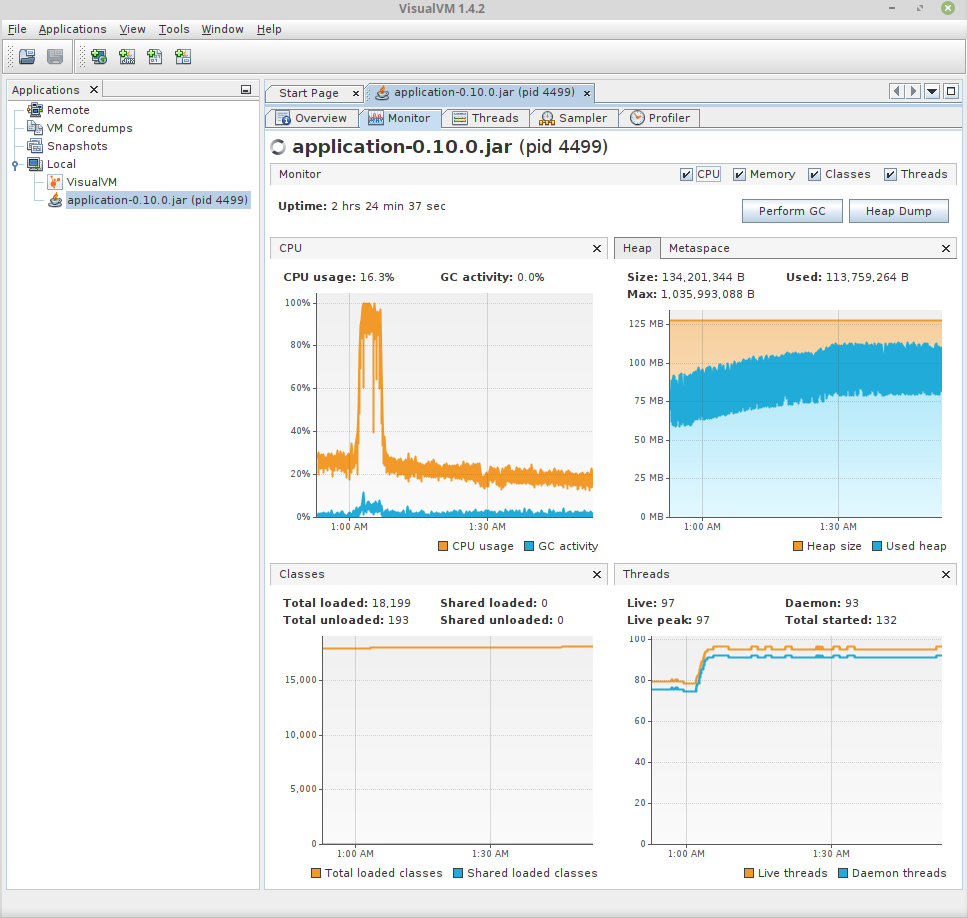 VisualVM 1.4.2
File Applications View Tools Window Help
Applications
Remote
VM Coredumps
Snapshots
Local
VisualVM
application-0.10.0.jar (pid 4499)
Start Page
application-0.10.0.jar (pid 4499)
Overview
Monitor
Threads
Sampler
Profiler
application-0.10.0.jar (pid 4499)
Monitor
CPU
Memory
Classes
Threads
Uptime: 2 hrs 24 min 37 sec
Perform GC
Heap Dump
CPU
CPU usage: 16.3%
GC activity: 0.0%
100%
80%
60%
40%
20%
0%
1:00 AM
1:30 AM
CPU usage
GC activity
Heap
Metaspace
Size: 134,201,344 B
Used: 113,759,264 B
Max: 1,035,993,088 B
125 MB
100 MB
75 MB
50 MB
25 MB
0 MB
1:00 AM
1:30 AM
Heap size
Used heap
Classes
Total loaded: 18,199
Shared loaded: 0
Total unloaded: 193
Shared unloaded: 0
15,000
10,000
5,000
0
1:00 AM
1:30 AM
Total loaded classes
Shared loaded classes
Threads
Live: 97
Daemon: 93
Live peak: 97
Total started: 132
100
80
60
40
20
0
1:00 AM
1:30 AM
Live threads
Daemon threads